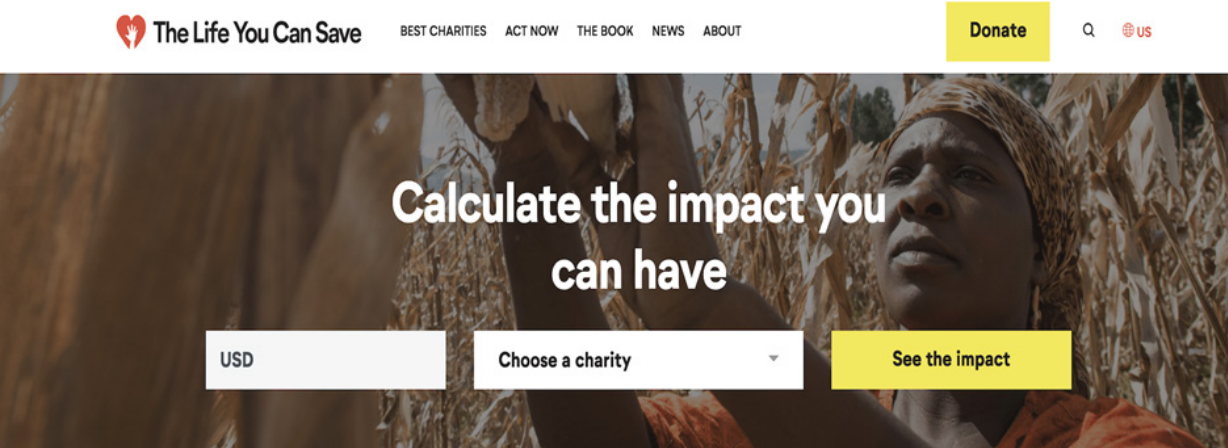 The Life You Can Save
BEST CHARITIES
ACT NOW
THE BOOK
NEWS
ABOUT
Donate
US
Calculate the impact you
can have
USD
Choose a charity
See the impact